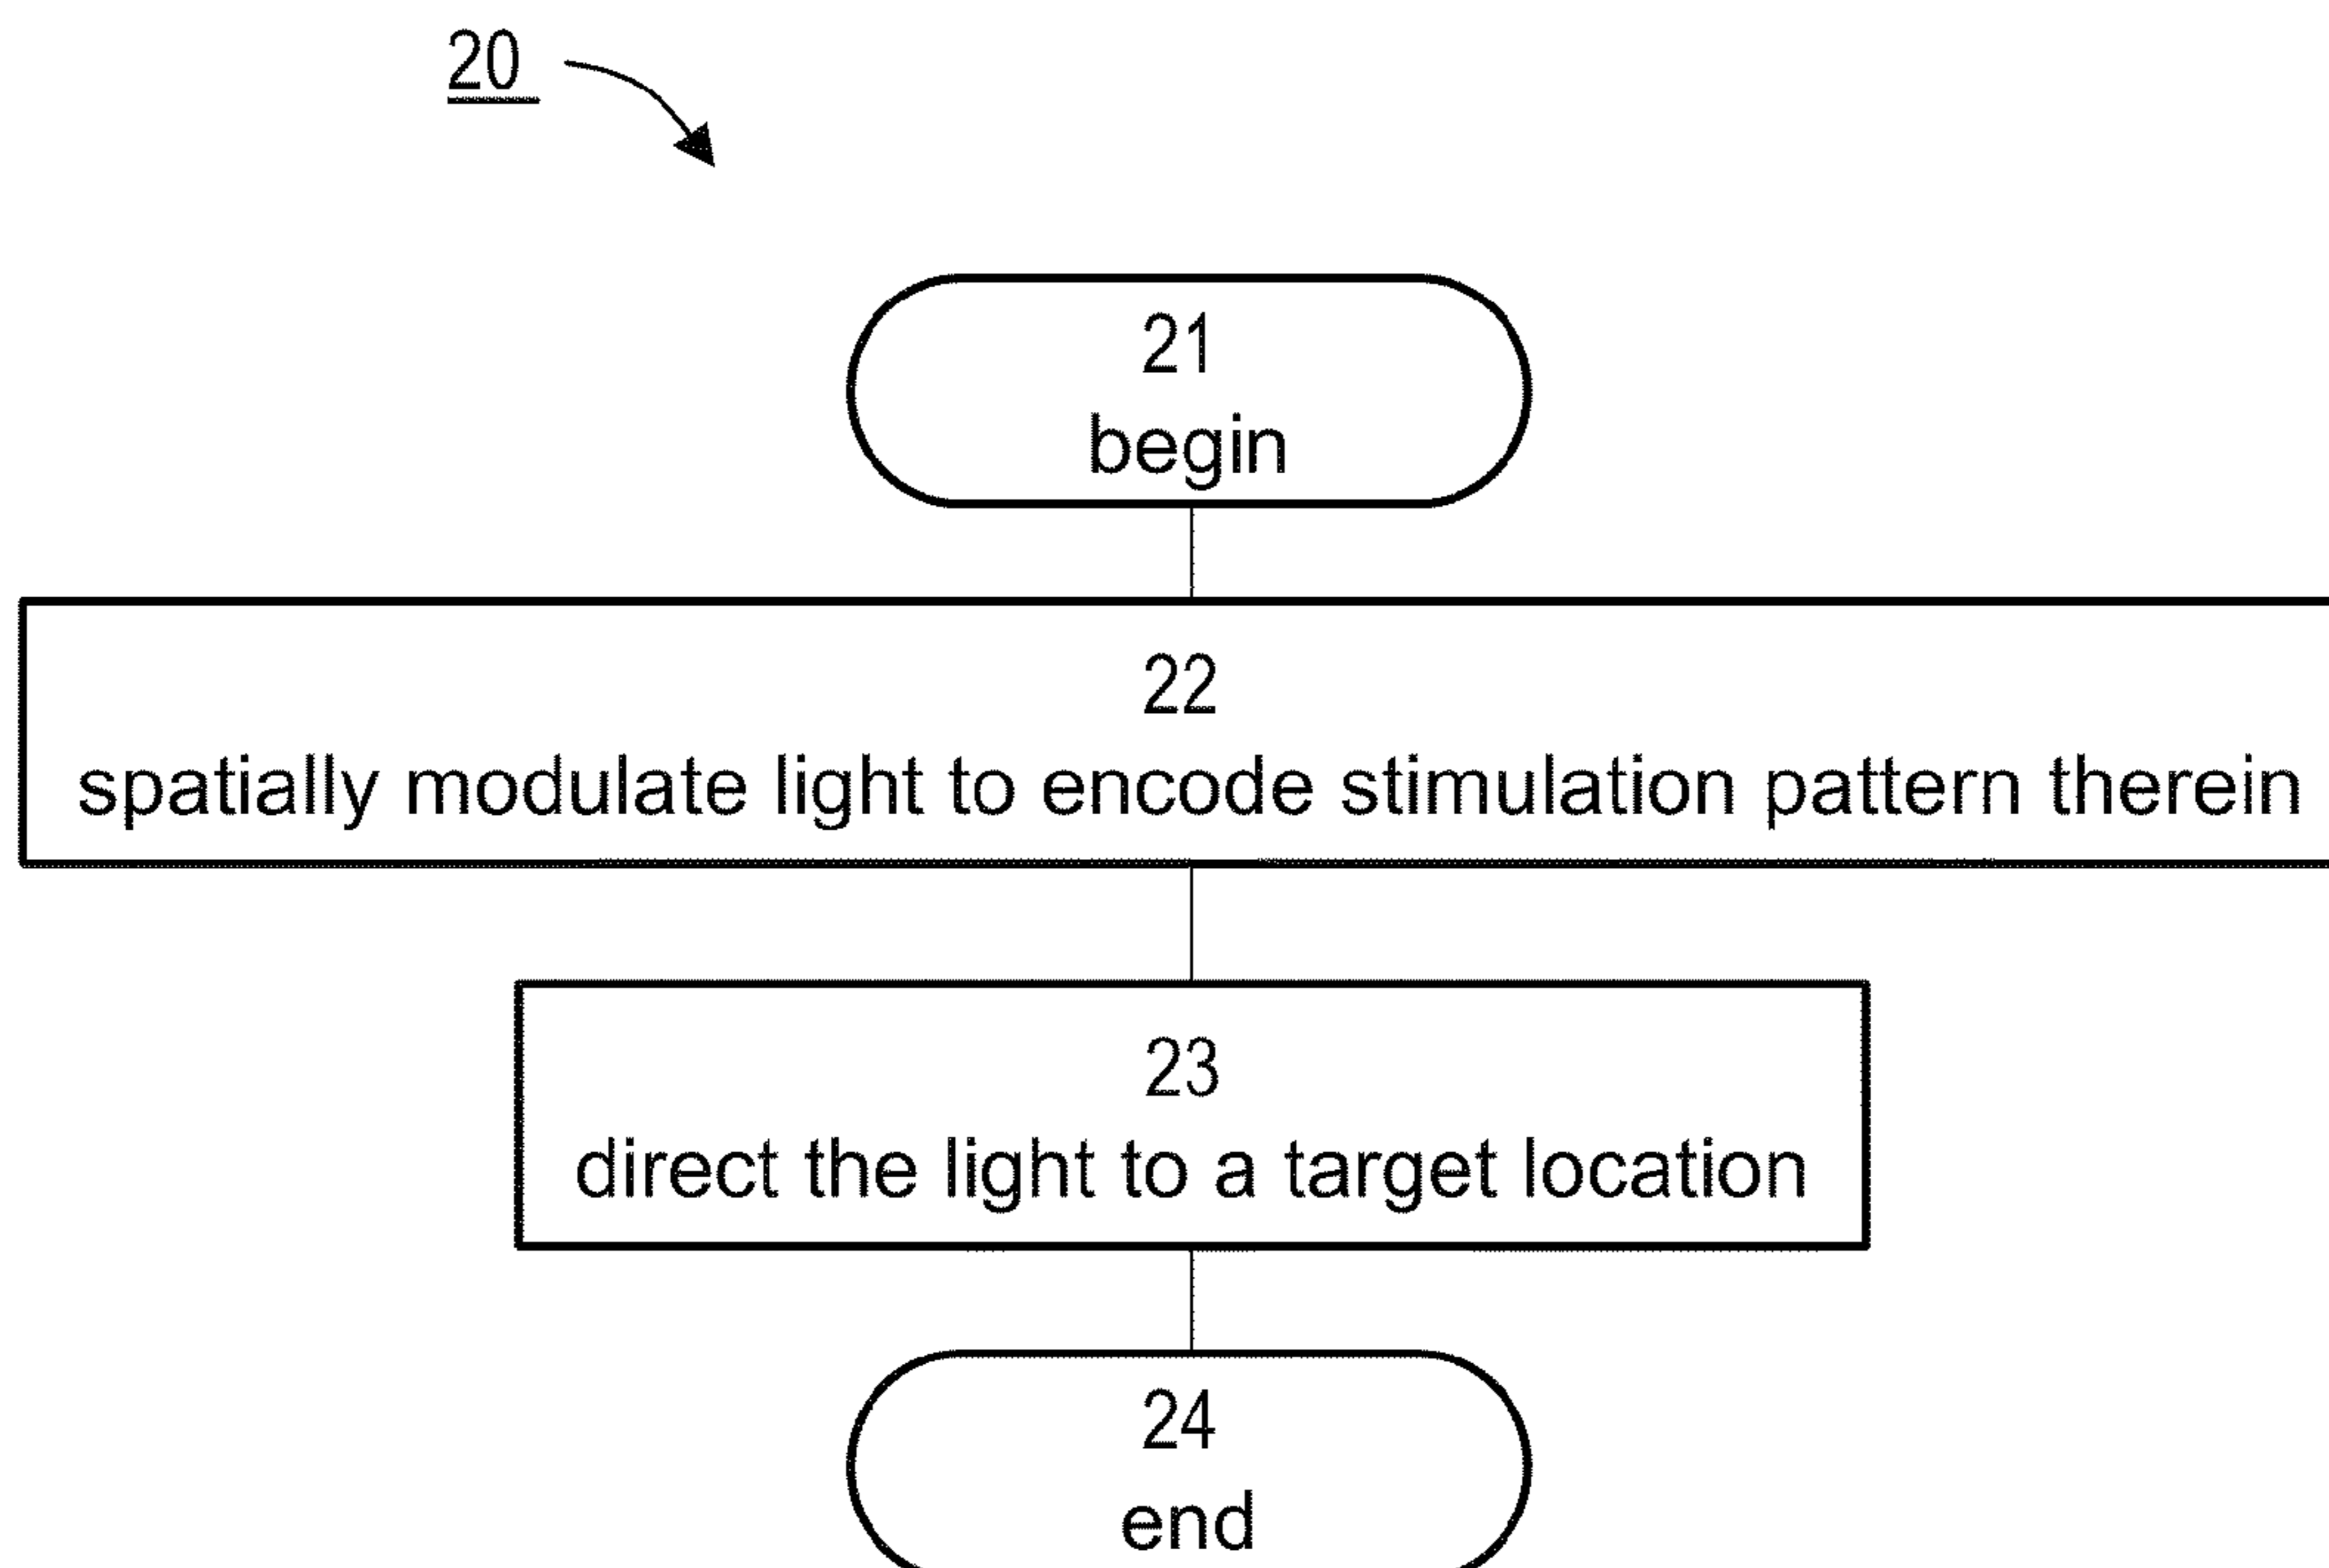 20
21
begin
22
spatially modulate light to encode stimulation pattern therein
23
direct the light to a target location
24
end